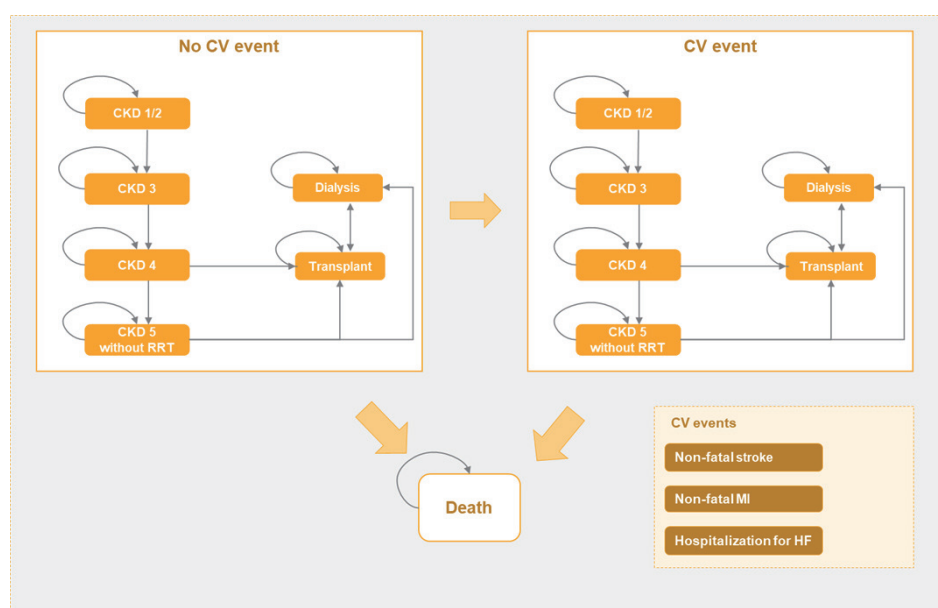 No CV event
CKD 1/2
CKD 3
Dialysis
CKD 4
Transplant
CKD 5
without RRT
CV event
CKD 1/2
CKD 3
Dialysis
CKD 4
Transplant
CKD 5
without RRT
Death
CV events
Non-fatal stroke
Non-fatal MI
Hospitalization for HF